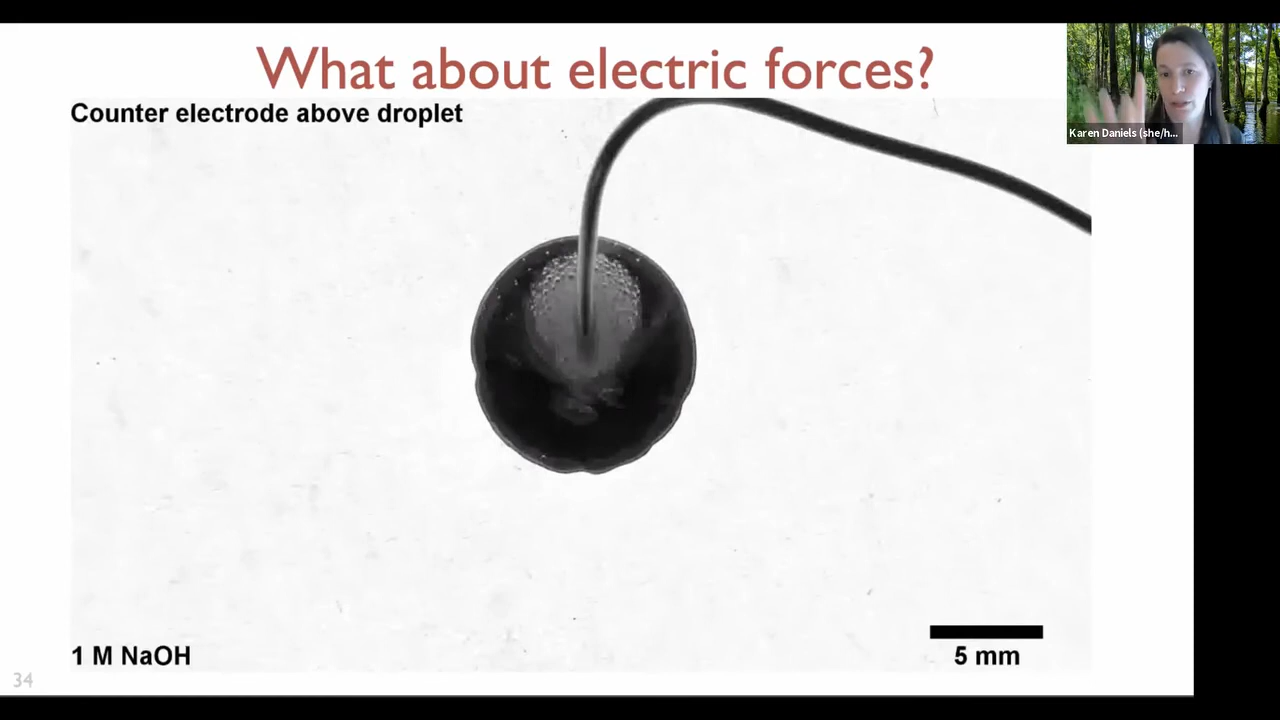 What about electric forces?
Counter electrode above droplet
Karen Daniels (she/h...
1 M NaOH
5 mm
34